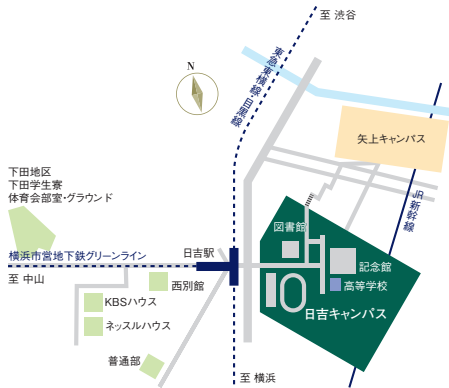 至 渋谷
N
東急東横線・目黒線
矢上キャンパス
下田地区
下田学生寮
体育会部室・グラウンド
JR新幹線
図書館
横浜市営地下鉄グリーンライン
日吉駅
記念館
至 中山
西別館
高等学校
KBSハウス
日吉キャンパス
ネッスルハウス
普通部
至 横浜